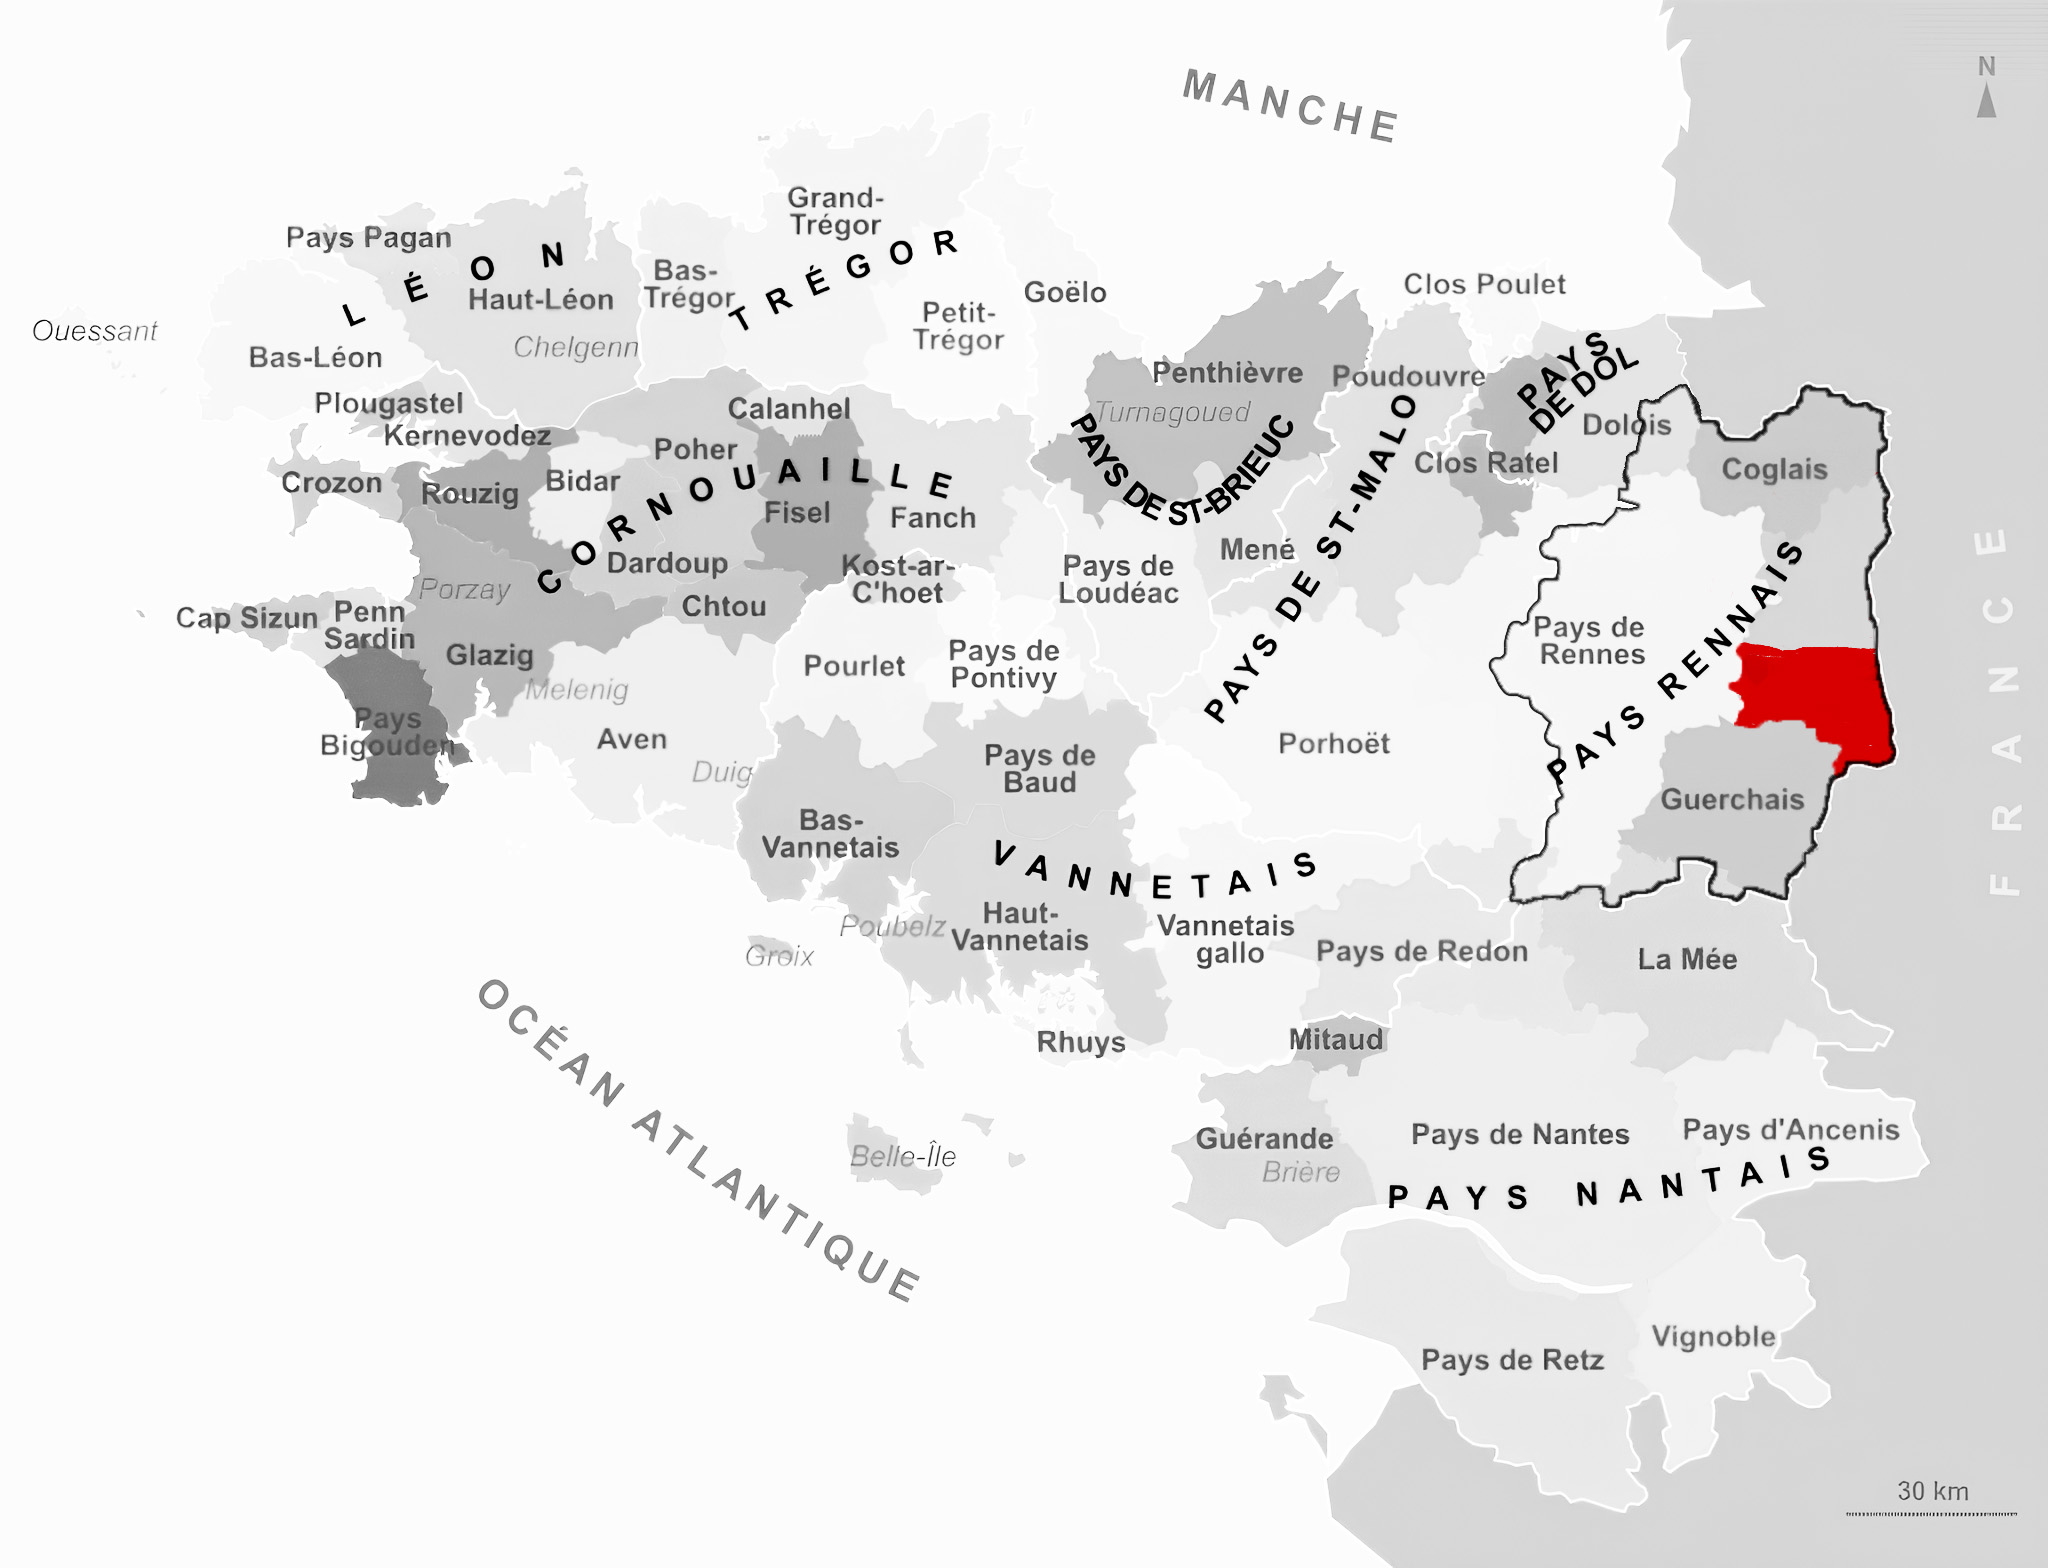 MANCHE
N
Grand-
Trégor
Pays Pagan
LÉON
Haut-Léon
Bas-
Trégor
TRÉGOR
Goëlo
Clos Poulet
Petit-
Trégor
Ouessant
Chelgenn
Bas-Léon
PAYS
DE DOL
Penthièvre
Poudouvre
Plougastel
Calanhel
Turnagoued
Dolois
Kernevodez
Poher
PAYS DE ST-BRIEUC
PAYS DE ST-MALO
Clos Ratel
Coglais
Crozon
Rouzig
Bidar
CORNOUAILLE
Fisel
Fanch
Mené
Dardoup
Kost-ar-
C'hoet
Pays de
Loudéac
Porzay
Chtou
Cap Sizun
Penn
Sardin
Pays de
Rennes
PAYS RENNAIS
FRANCE
Glazig
Pourlet
Pays de
Pontivy
Melenig
Pays
Bigouden
Aven
Porhoët
Pays de
Baud
Duig
Guerchais
Bas-
Vannetais
VANNETAIS
Haut-
Vannetais
Poubelz
Vannetais
gallo
Groix
Pays de Redon
La Mée
OCÉAN ATLANTIQUE
Rhuys
Mitaud
Guérande
Pays de Nantes
Pays d'Ancenis
Belle-Île
Brière
PAYS NANTAIS
Pays de Retz
Vignoble
30 km